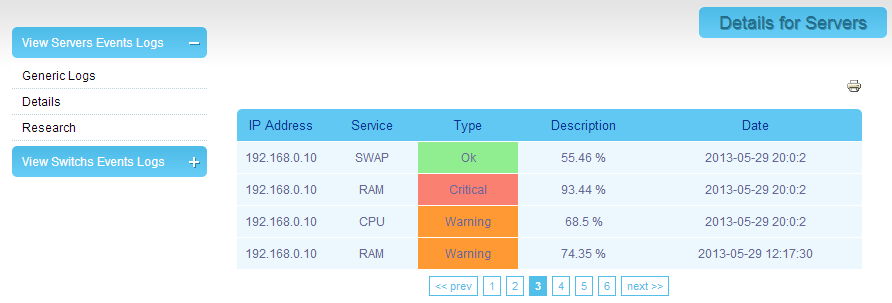 Details for Servers
View Servers Events Logs
Generic Logs
Details
Research
View Switchs Events Logs
IP Address Service Type Description Date
192.168.0.10 SWAP Ok 55.46 % 2013-05-29 20:0:2
192.168.0.10 RAM Critical 93.44 % 2013-05-29 20:0:2
192.168.0.10 CPU Warning 68.5 % 2013-05-29 20:0:2
192.168.0.10 RAM Warning 74.35 % 2013-05-29 12:17:30
<< prev 1 2 3 4 5 6 next >>